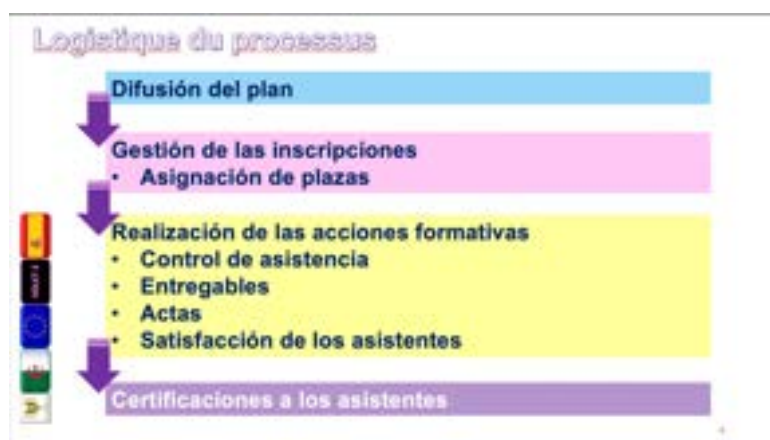 Logistique du processus
Difusión del plan
Gestión de las inscripciones
• Asignación de plazas
Realización de las acciones formativas
• Control de asistencia
• Entregables
• Actas
• Satisfacción de los asistentes
Certificaciones a los asistentes